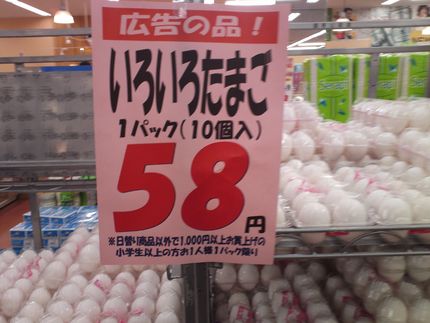 広告の品!
いろいろたまご
1パック(10個入)
58円
※日替り商品以外で1,000円以上お買上げの
小学生以上の方お1人様1パック限り